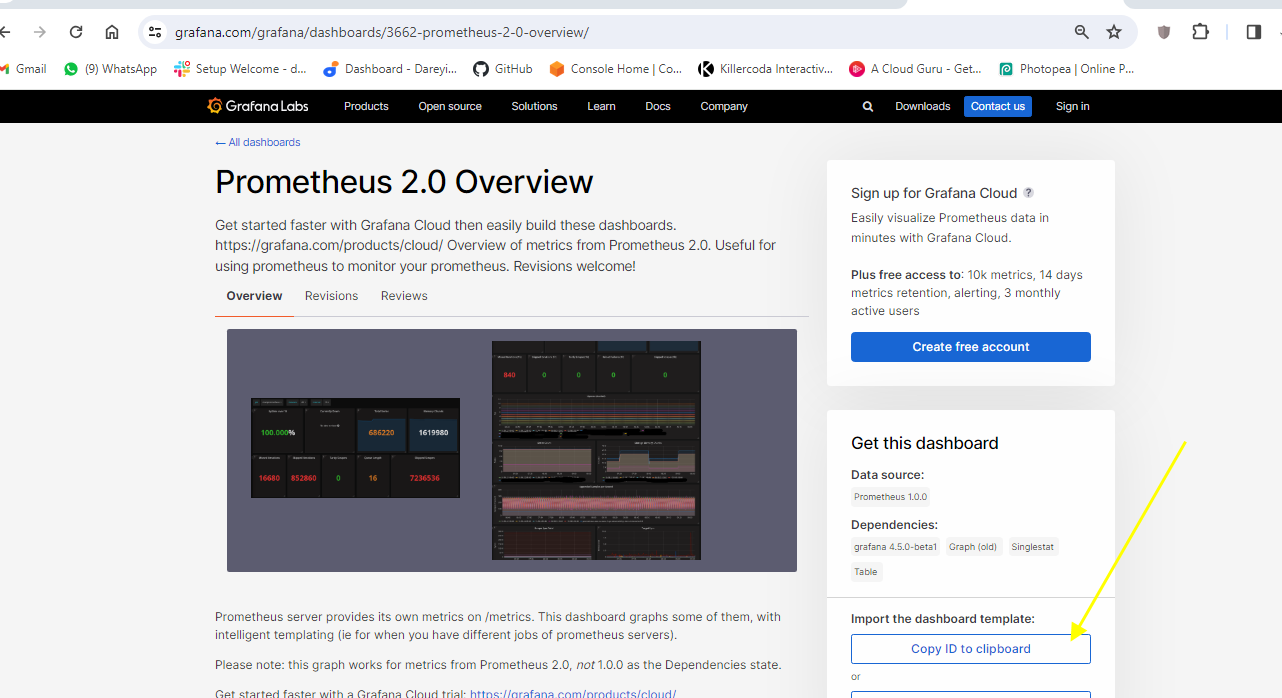 grafana.com/grafana/dashboards/3662-prometheus-2-0-overview/
Gmail
(9) WhatsApp
Setup Welcome - d...
Dashboard - Dareyi...
GitHub
Console Home | Co...
Killercoda Interactiv...
A Cloud Guru - Get...
Photopea | Online P...
Grafana Labs
Products
Open source
Solutions
Learn
Docs
Company
Downloads
Contact us
Sign in
← All dashboards
Prometheus 2.0 Overview
Get started faster with Grafana Cloud then easily build these dashboards.
https://grafana.com/products/cloud/ Overview of metrics from Prometheus 2.0. Useful for
using prometheus to monitor your prometheus. Revisions welcome!
Overview
Revisions
Reviews
100.000%
686220
1619980
16680
852860
0
16
7236536
840
0
0
0
0
Prometheus server provides its own metrics on /metrics. This dashboard graphs some of them, with
intelligent templating (ie for when you have different jobs of prometheus servers).
Please note: this graph works for metrics from Prometheus 2.0, not 1.0.0 as the Dependencies state.
Get started faster with a Grafana Cloud trial: https://grafana.com/products/cloud/
Sign up for Grafana Cloud ?
Easily visualize Prometheus data in
minutes with Grafana Cloud.
Plus free access to: 10k metrics, 14 days
metrics retention, alerting, 3 monthly
active users
Create free account
Get this dashboard
Data source:
Prometheus 1.0.0
Dependencies:
grafana 4.5.0-beta1
Graph (old)
Singlestat
Table
Import the dashboard template:
Copy ID to clipboard
or